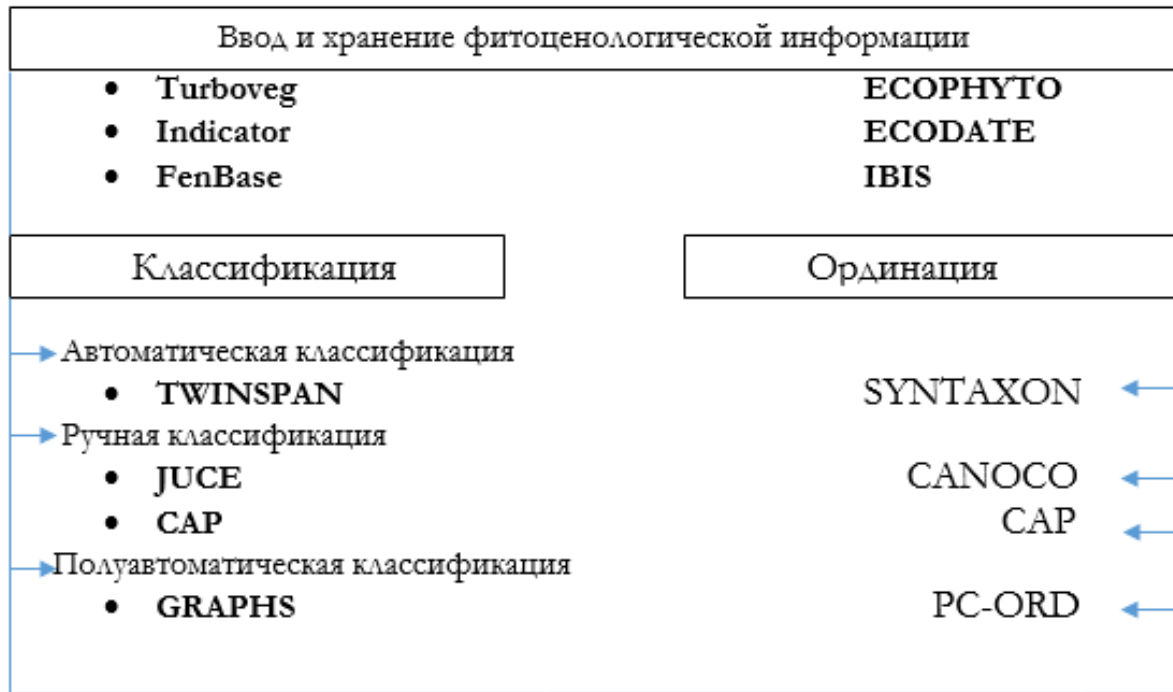 Ввод и хранение фитоценологической информации
• Turboveg ECOPHYTO
• Indicator ECODATE
• FenBase IBIS
Классификация Ординация
Автоматическая классификация
• TWINSPAN SYNTAXON
Ручная классификация
• JUCE CANOCO
• CAP CAP
Полуавтоматическая классификация
• GRAPHS PC-ORD